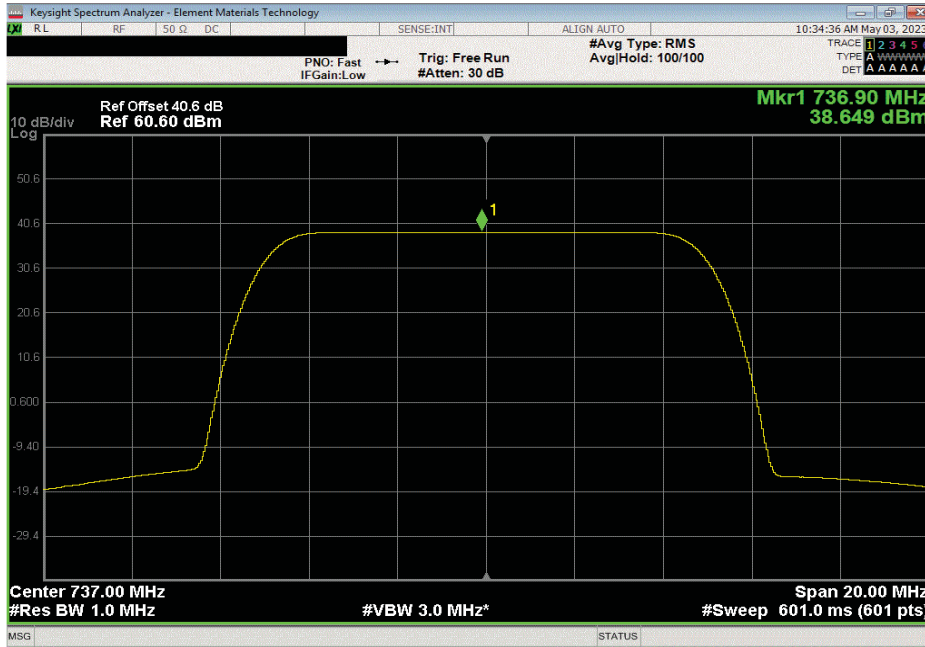 Keysight Spectrum Analyzer - Element Materials Technology
LXI RL RF 50 Ω DC SENSE:INT ALIGN AUTO 10:34:36 AM May 03, 2023
PNO: Fast Trig: Free Run #Avg Type: RMS TRACE 1 2 3 4 5
IFGain:Low #Atten: 30 dB Avg|Hold: 100/100 TYPE A WWWWW
DET A A A A A
Mkr1 736.90 MHz
38.649 dBm
Ref Offset 40.6 dB
10 dB/div Ref 60.60 dBm
Log
1
50.6
40.6
30.6
20.6
10.6
0.600
-9.40
-19.4
-29.4
Center 737.00 MHz Span 20.00 MHz
#Res BW 1.0 MHz #VBW 3.0 MHz* #Sweep 601.0 ms (601 pts)
MSG STATUS